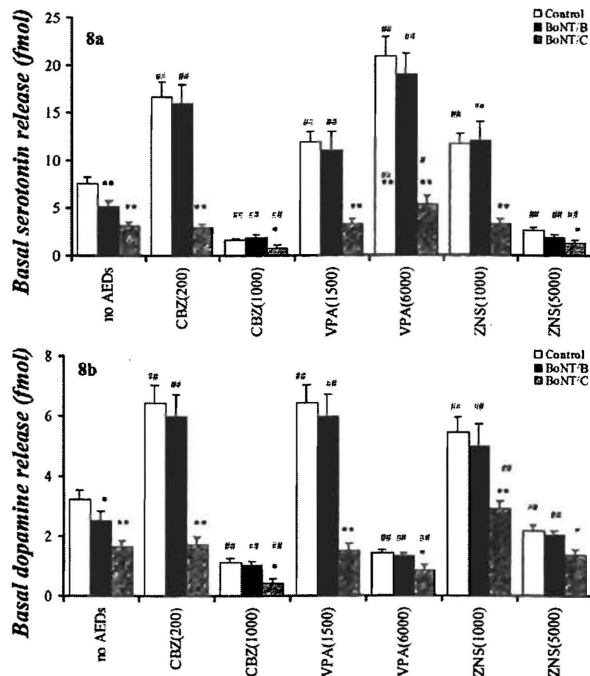 8a
Control
BoNT/B
BoNT/C
Basal serotonin release (fmol)
25
20
15
10
5
0
## ##
** **
**
## ##
## ## ##
*
## ##
**
## ##
## #
** **
## ##
**
## ## ##
*
no AEDs
CBZ(200)
CBZ(1000)
VPA(1500)
VPA(6000)
ZNS(1000)
ZNS(5000)
8b
Control
BoNT/B
BoNT/C
Basal dopamine release (fmol)
8
6
4
2
0
## ##
* **
**
## ## ##
*
## ##
**
## ## ##
*
## ##
##
**
## ##
*
no AEDs
CBZ(200)
CBZ(1000)
VPA(1500)
VPA(6000)
ZNS(1000)
ZNS(5000)